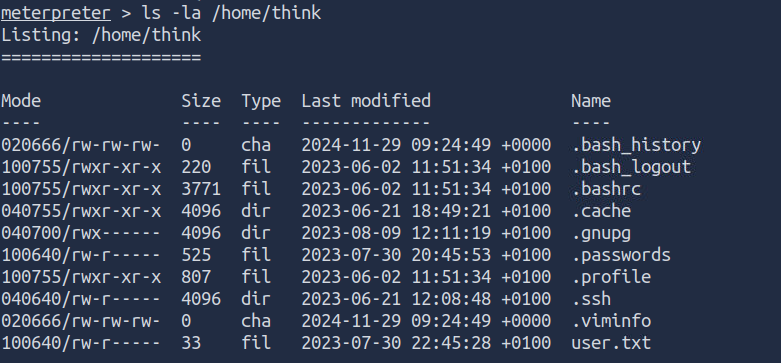 meterpreter > ls -la /home/think
Listing: /home/think
====================
Mode Size Type Last modified Name
---- ---- ---- ------------- ----
020666/rw-rw-rw- 0 cha 2024-11-29 09:24:49 +0000 .bash_history
100755/rwxr-xr-x 220 fil 2023-06-02 11:51:34 +0100 .bash_logout
100755/rwxr-xr-x 3771 fil 2023-06-02 11:51:34 +0100 .bashrc
040755/rwxr-xr-x 4096 dir 2023-06-21 18:49:21 +0100 .cache
040700/rwx------ 4096 dir 2023-08-09 12:11:19 +0100 .gnupg
100640/rw-r----- 525 fil 2023-07-30 20:45:53 +0100 .passwords
100755/rwxr-xr-x 807 fil 2023-06-02 11:51:34 +0100 .profile
040640/rw-r----- 4096 dir 2023-06-21 12:08:48 +0100 .ssh
020666/rw-rw-rw- 0 cha 2024-11-29 09:24:49 +0000 .viminfo
100640/rw-r----- 33 fil 2023-07-30 22:45:28 +0100 user.txt